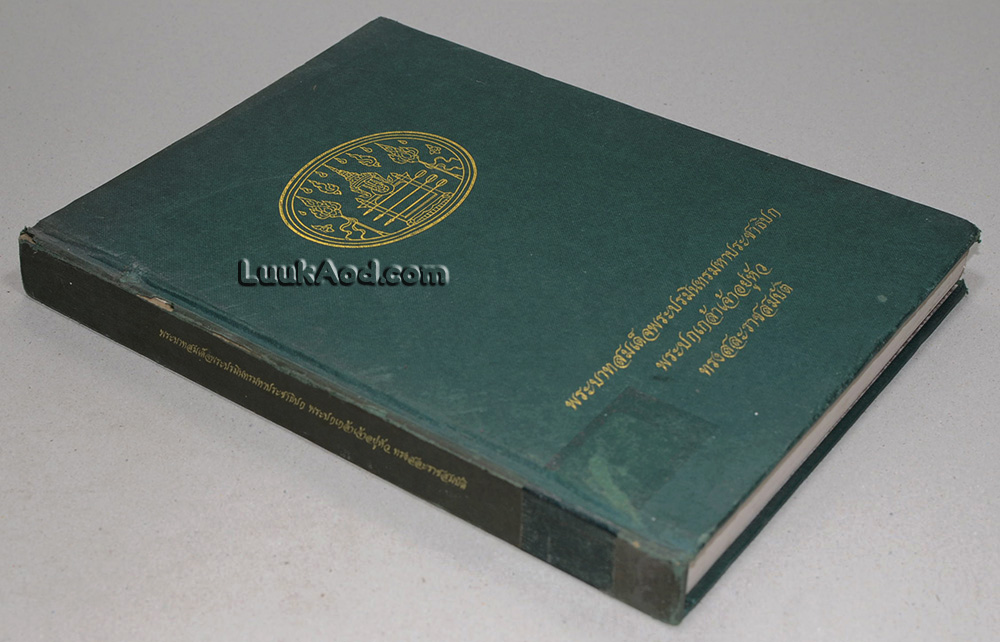 LuukAod.com
พระบาทสมเด็จพระปรมินทรมหาประชาธิปก
พระปกเกล้าเจ้าอยู่หัว
ทรงสละราชสมบัติ
พระบาทสมเด็จพระปรมินทรมหาประชาธิปก พระปกเกล้าเจ้าอยู่หัว ทรงสละราชสมบัติ